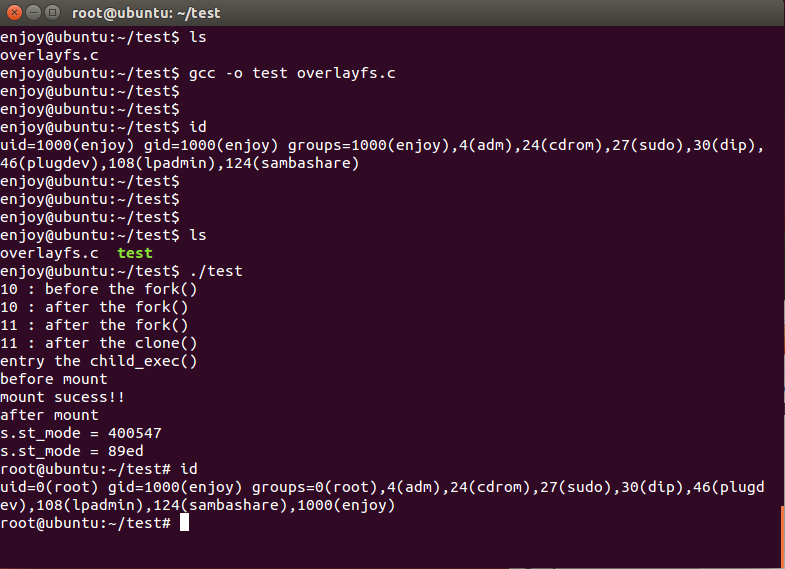 root@ubuntu: ~/test
enjoy@ubuntu:~/test$ ls
overlayfs.c
enjoy@ubuntu:~/test$ gcc -o test overlayfs.c
enjoy@ubuntu:~/test$
enjoy@ubuntu:~/test$
enjoy@ubuntu:~/test$ id
uid=1000(enjoy) gid=1000(enjoy) groups=1000(enjoy),4(adm),24(cdrom),27(sudo),30(dip),
46(plugdev),108(lpadmin),124(sambashare)
enjoy@ubuntu:~/test$
enjoy@ubuntu:~/test$
enjoy@ubuntu:~/test$
enjoy@ubuntu:~/test$ ls
overlayfs.c  test
enjoy@ubuntu:~/test$ ./test
10 : before the fork()
10 : after the fork()
11 : after the fork()
11 : after the clone()
entry the child_exec()
before mount
mount sucess!!
after mount
s.st_mode = 400547
s.st_mode = 89ed
root@ubuntu:~/test# id
uid=0(root) gid=1000(enjoy) groups=0(root),4(adm),24(cdrom),27(sudo),30(dip),46(plugd
ev),108(lpadmin),124(sambashare),1000(enjoy)
root@ubuntu:~/test#